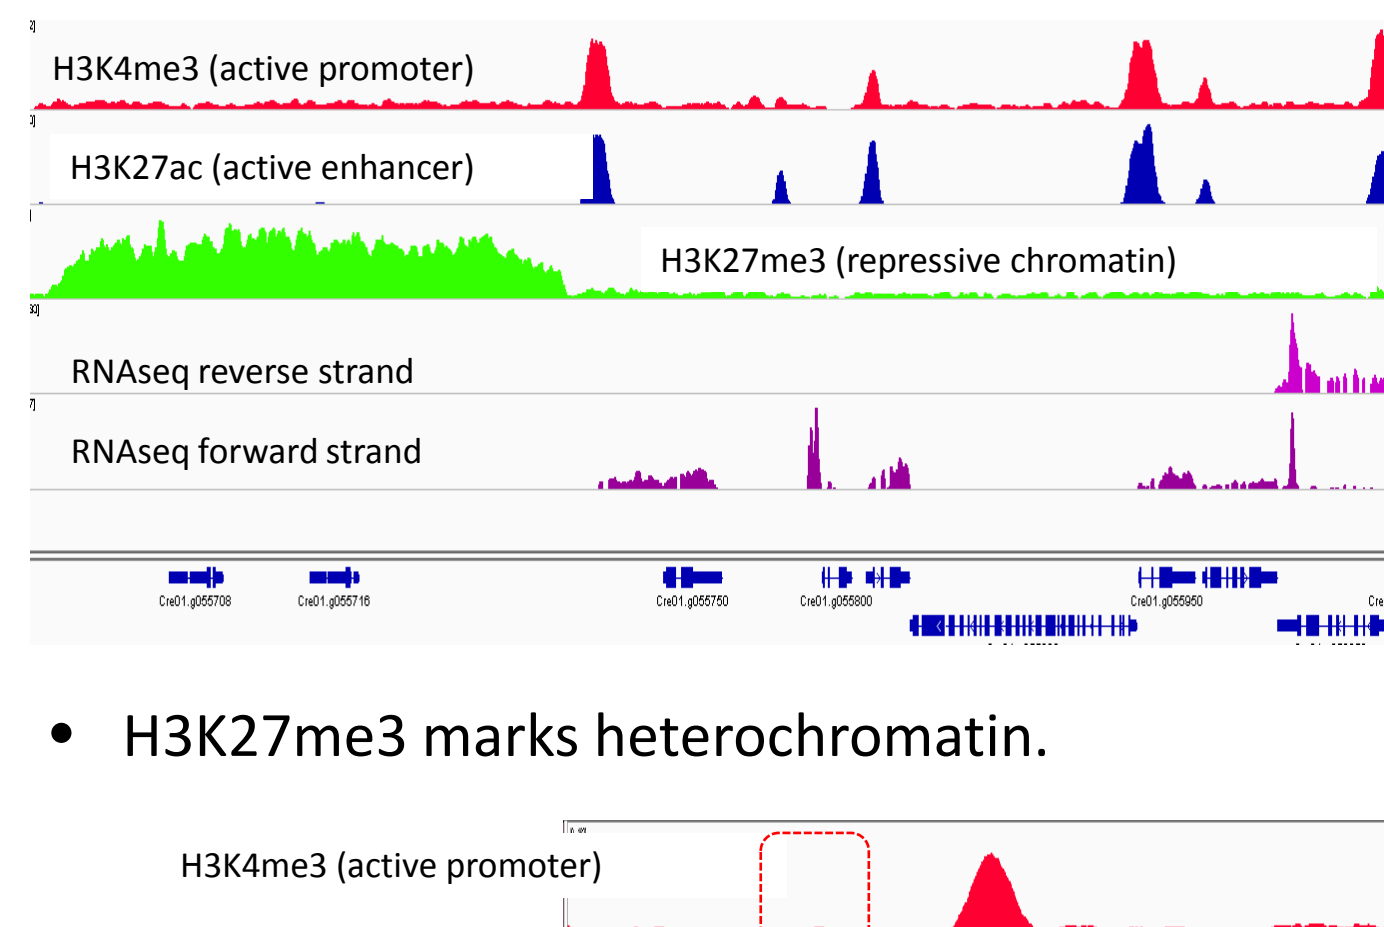 H3K4me3 (active promoter)
H3K27ac (active enhancer)
H3K27me3 (repressive chromatin)
RNAseq reverse strand
RNAseq forward strand
Cre01.g055708 Cre01.g055716 Cre01.g055750 Cre01.g055800 Cre01.g055950 Cre
• H3K27me3 marks heterochromatin.
H3K4me3 (active promoter)